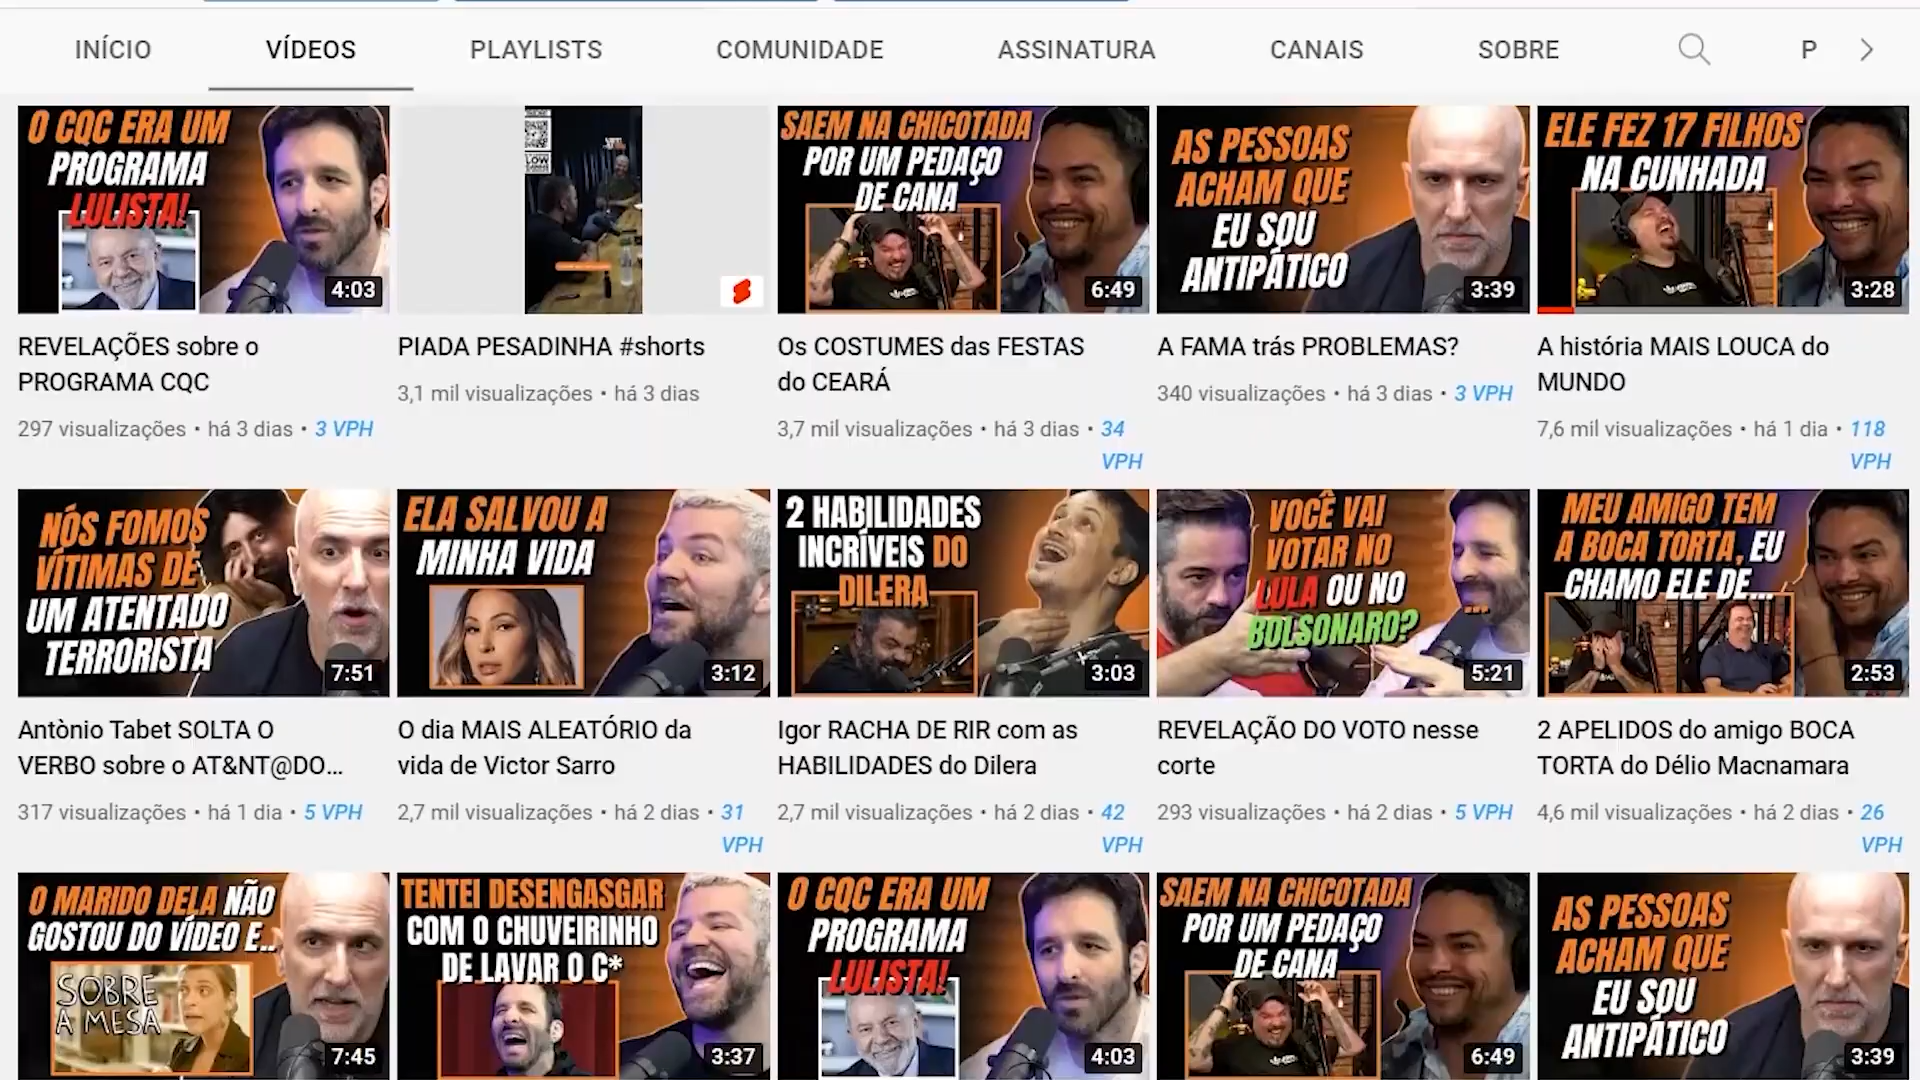 INÍCIO VÍDEOS PLAYLISTS COMUNIDADE ASSINATURA CANAIS SOBRE P
O CQC ERA UM
PROGRAMA
LULISTA!
4:03
LOW
SAEM NA CHICOTADA
POR UM PEDAÇO
DE CANA
6:49
AS PESSOAS
ACHAM QUE
EU SOU
ANTIPÁTICO
3:39
ELE FEZ 17 FILHOS
NA CUNHADA
3:28
REVELAÇÕES sobre o
PROGRAMA CQC
297 visualizações • há 3 dias • 3 VPH
PIADA PESADINHA #shorts
3,1 mil visualizações • há 3 dias
Os COSTUMES das FESTAS
do CEARÁ
3,7 mil visualizações • há 3 dias • 34
VPH
A FAMA trás PROBLEMAS?
340 visualizações • há 3 dias • 3 VPH
A história MAIS LOUCA do
MUNDO
7,6 mil visualizações • há 1 dia • 118
VPH
NÓS FOMOS
VÍTIMAS DE
UM ATENTADO
TERRORISTA
7:51
ELA SALVOU A
MINHA VIDA
3:12
2 HABILIDADES
INCRÍVEIS DO
DILERA
3:03
VOCÊ VAI
VOTAR NO
LULA OU NO
BOLSONARO?
5:21
MEU AMIGO TEM
A BOCA TORTA, EU
CHAMO ELE DE...
2:53
Antònio Tabet SOLTA O
VERBO sobre o AT&NT@DO...
317 visualizações • há 1 dia • 5 VPH
O dia MAIS ALEATÓRIO da
vida de Victor Sarro
2,7 mil visualizações • há 2 dias • 31
VPH
Igor RACHA DE RIR com as
HABILIDADES do Dilera
2,7 mil visualizações • há 2 dias • 42
VPH
REVELAÇÃO DO VOTO nesse
corte
293 visualizações • há 2 dias • 5 VPH
2 APELIDOS do amigo BOCA
TORTA do Délio Macnamara
4,6 mil visualizações • há 2 dias • 26
VPH
O MARIDO DELA NÃO
GOSTOU DO VÍDEO E..
SOBRE
A MESA
7:45
TENTEI DESENGASGAR
COM O CHUVEIRINHO
DE LAVAR O C*
3:37
O CQC ERA UM
PROGRAMA
LULISTA!
4:03
SAEM NA CHICOTADA
POR UM PEDAÇO
DE CANA
6:49
AS PESSOAS
ACHAM QUE
EU SOU
ANTIPÁTICO
3:39